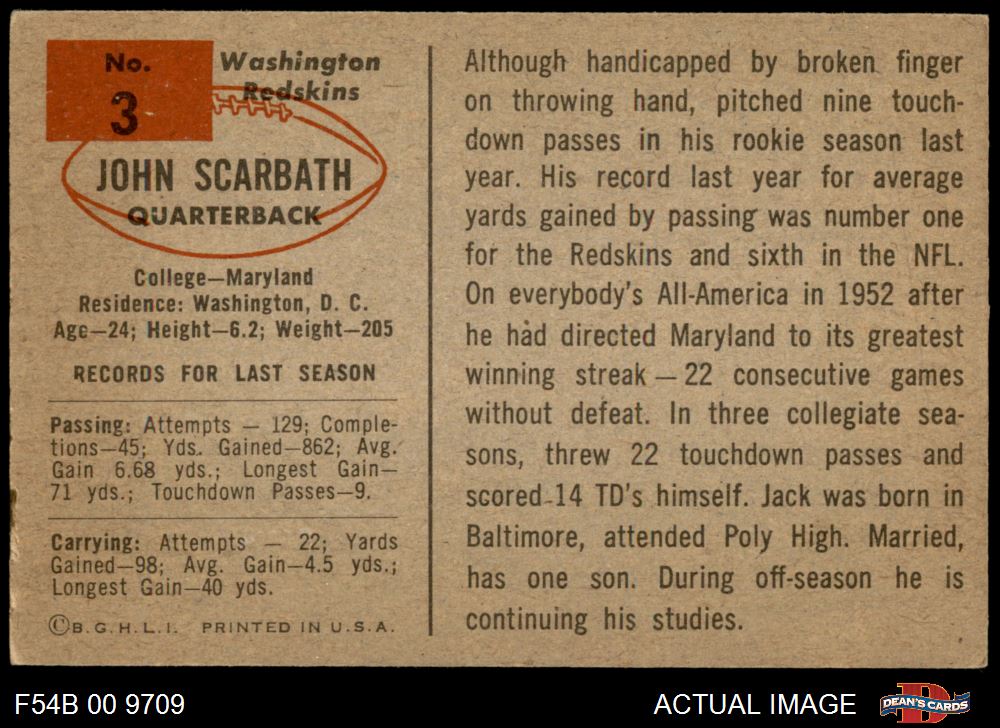 No.
3
Washington
Redskins
JOHN SCARBATH
QUARTERBACK
College—Maryland
Residence: Washington, D. C.
Age—24; Height—6.2; Weight—205
RECORDS FOR LAST SEASON
Passing: Attempts — 129; Comple-
tions—45; Yds. Gained—862; Avg.
Gain 6.68 yds.; Longest Gain—
71 yds.; Touchdown Passes—9.
Carrying: Attempts — 22; Yards
Gained—98; Avg. Gain—4.5 yds.;
Longest Gain—40 yds.
©B.G.H.L.I. PRINTED IN U.S.A.
Although handicapped by broken finger
on throwing hand, pitched nine touch-
down passes in his rookie season last
year. His record last year for average
yards gained by passing was number one
for the Redskins and sixth in the NFL.
On everybody's All-America in 1952 after
he had directed Maryland to its greatest
winning streak — 22 consecutive games
without defeat. In three collegiate sea-
sons, threw 22 touchdown passes and
scored 14 TD's himself. Jack was born in
Baltimore, attended Poly High. Married,
has one son. During off-season he is
continuing his studies.
F54B 00 9709
ACTUAL IMAGE
D
DEAN'S CARDS